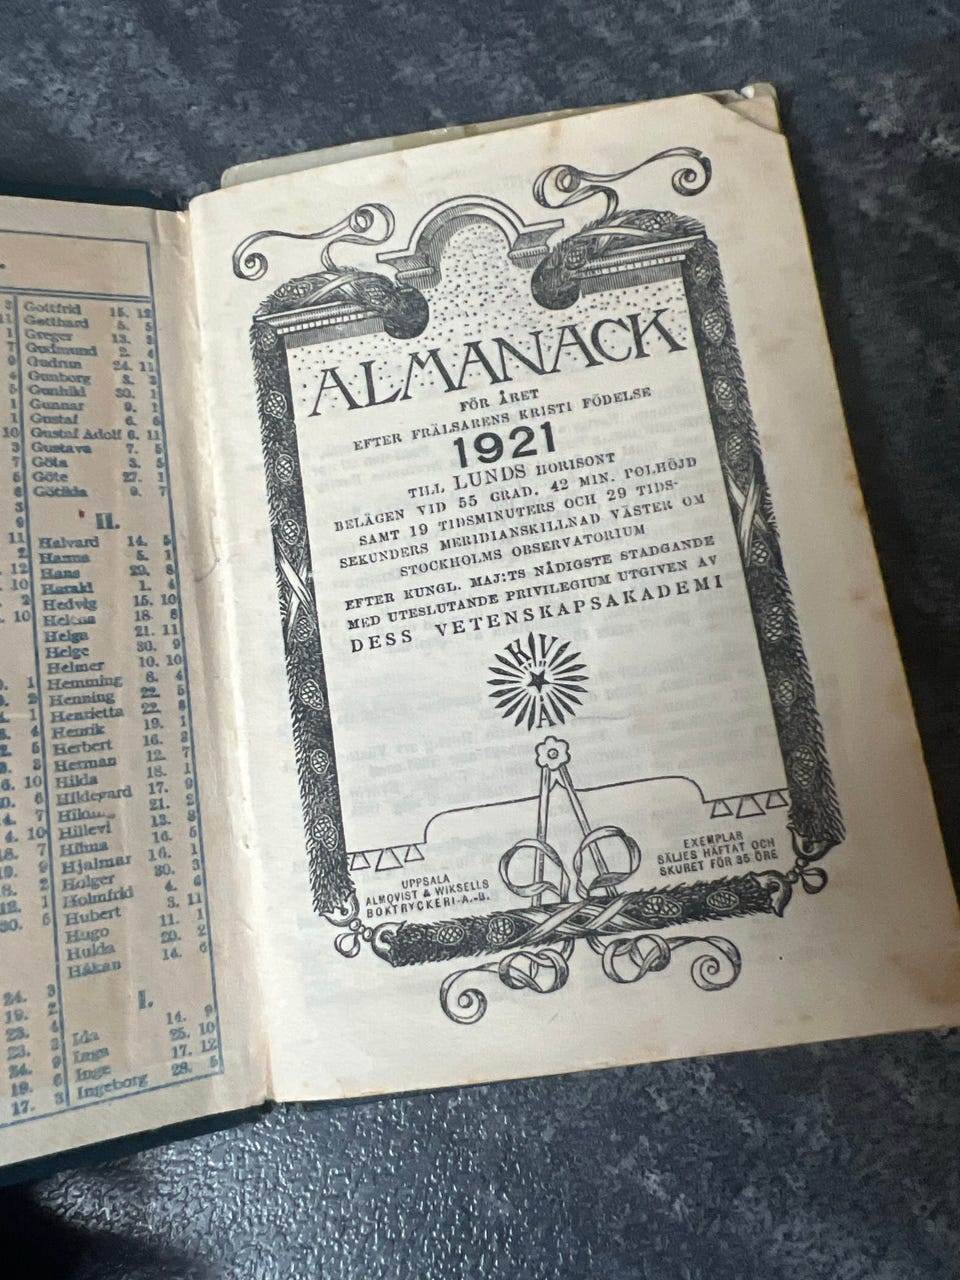 Gottfrid 15. 12
Gotthard 5. 5
Greger 13. 3
Gudmund 2. 4
Gudrun 24. 11
Gunborg 3. 3
Gunhild 30. 1
Gunnar 9. 1
Gustaf 6. 6
Gustaf Adolf 6. 11
Gustava 7. 5
Göta 3. 5
Göte 27. 1
Götilda 9. 7
H.
Halvard 14. 5
Hanna 5. 1
Hans 29. 8
Harald 1. 4
Hedvig 15. 10
Helena 18. 8
Helga 21. 11
Helge 30. 9
Helmer 10. 10
Hemming 8. 4
Henning 22. 5
Henrietta 22. 8
Henrik 19. 1
Herbert 16. 3
Herman 12. 7
Hilda 18. 1
Hildegard 17. 9
21. 2
Hillevi 13. 8
Hilma 16. 5
Hjalmar 16. 1
Holger 30. 3
Holmfrid 4. 6
Hubert 3. 11
Hugo 11. 1
Hulda 20. 2
Håkan 14. 6
I.
Ida 14. 9
Inga 25. 10
Inge 17. 12
Ingeborg 28. 5
ALMANACK
FÖR ÅRET
EFTER FRÄLSARENS KRISTI FÖDELSE
1921
TILL LUNDS HORISONT
BELÄGEN VID 55 GRAD. 42 MIN. POLHÖJD
SAMT 19 TIDSMINUTERS OCH 29 TIDS-
SEKUNDERS MERIDIANSKILLNAD VÄSTER OM
STOCKHOLMS OBSERVATORIUM
EFTER KUNGL. MAJ:TS NÅDIGSTE STADGANDE
MED UTESLUTANDE PRIVILEGIUM UTGIVEN AV
DESS VETENSKAPSAKADEMI
KVA
UPPSALA
ALMQVIST & WIKSELLS
BOKTRYCKERI-A.-B.
EXEMPLAR
SÄLJES HÄFTAT OCH
SKURET FÖR 35 ÖRE